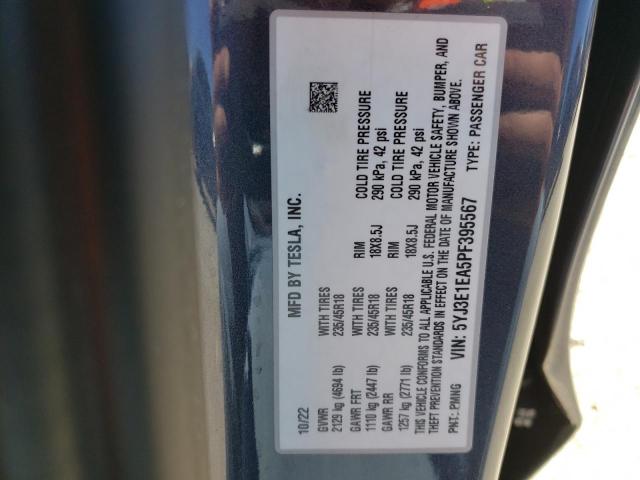 MFD BY TESLA, INC.
10/22
GVWR
2129 kg (4694 lb)
WITH TIRES
235/45R18
RIM
18X8.5J
COLD TIRE PRESSURE
290 kPa, 42 psi
GAWR FRT
1110 kg (2447 lb)
WITH TIRES
235/45R18
RIM
18X8.5J
COLD TIRE PRESSURE
290 kPa, 42 psi
GAWR RR
1257 kg (2771 lb)
WITH TIRES
235/45R18
THIS VEHICLE CONFORMS TO ALL APPLICABLE U.S. FEDERAL MOTOR VEHICLE SAFETY, BUMPER, AND
THEFT PREVENTION STANDARDS IN EFFECT ON THE DATE OF MANUFACTURE SHOWN ABOVE.
PNT: PMNG
VIN: 5YJ3E1EA5PF395567
TYPE: PASSENGER CAR